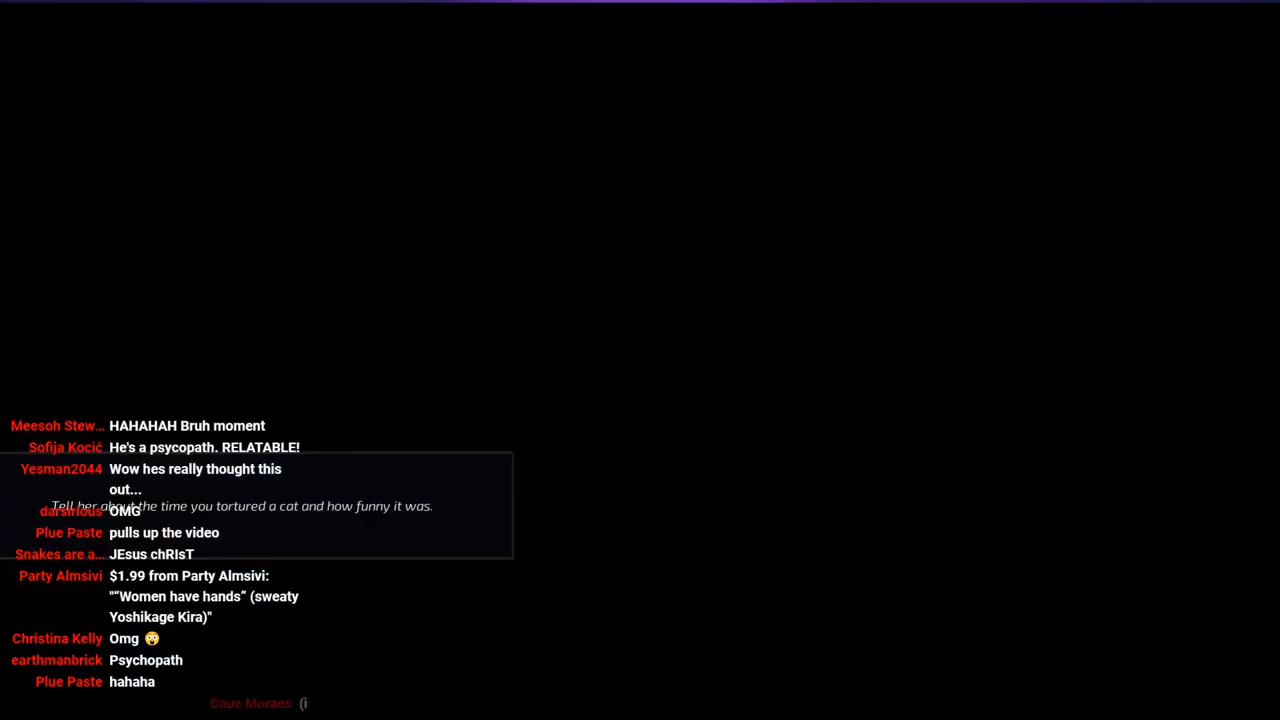 Meesoh Stew… HAHAHAH Bruh moment
Sofija Kocić He's a psycopath. RELATABLE!
Yesman2044 Wow hes really thought this
out...
Tell her about the time you tortured a cat and how funny it was.
darsirious OMG
Plue Paste pulls up the video
Snakes are a… JEsus chRIsT
Party Almsivi $1.99 from Party Almsivi:
"“Women have hands” (sweaty
Yoshikage Kira)"
Christina Kelly Omg 😳
earthmanbrick Psychopath
Plue Paste hahaha
Caue Moraes (i